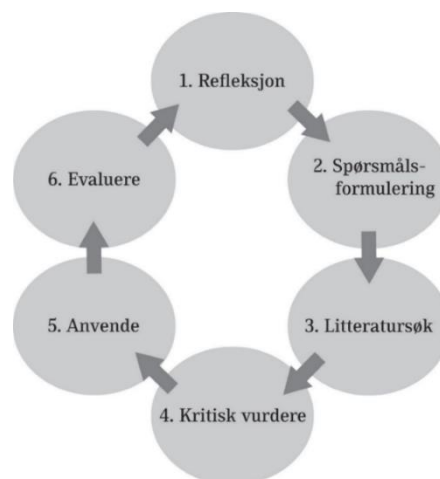 1. Refleksjon
2. Spørsmåls-
formulering
3. Litteratursøk
4. Kritisk vurdere
5. Anvende
6. Evaluere